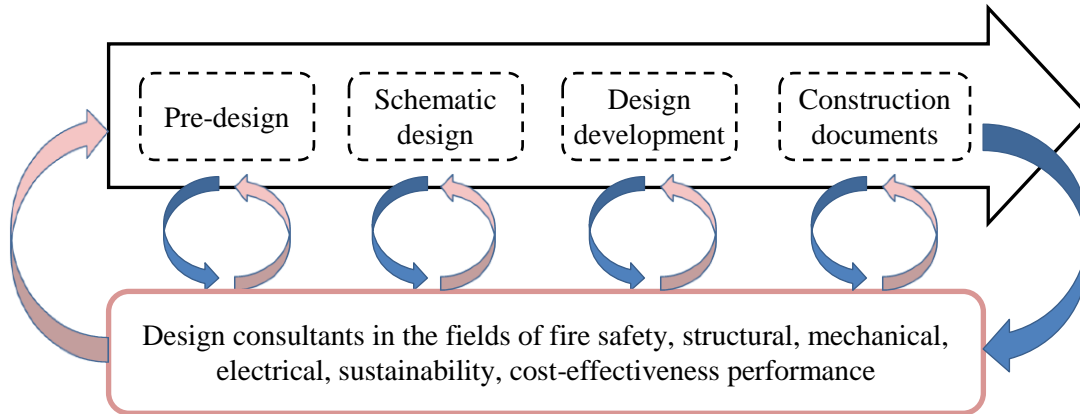 Pre-design
Schematic
design
Design
development
Construction
documents
Design consultants in the fields of fire safety, structural, mechanical,
electrical, sustainability, cost-effectiveness performance